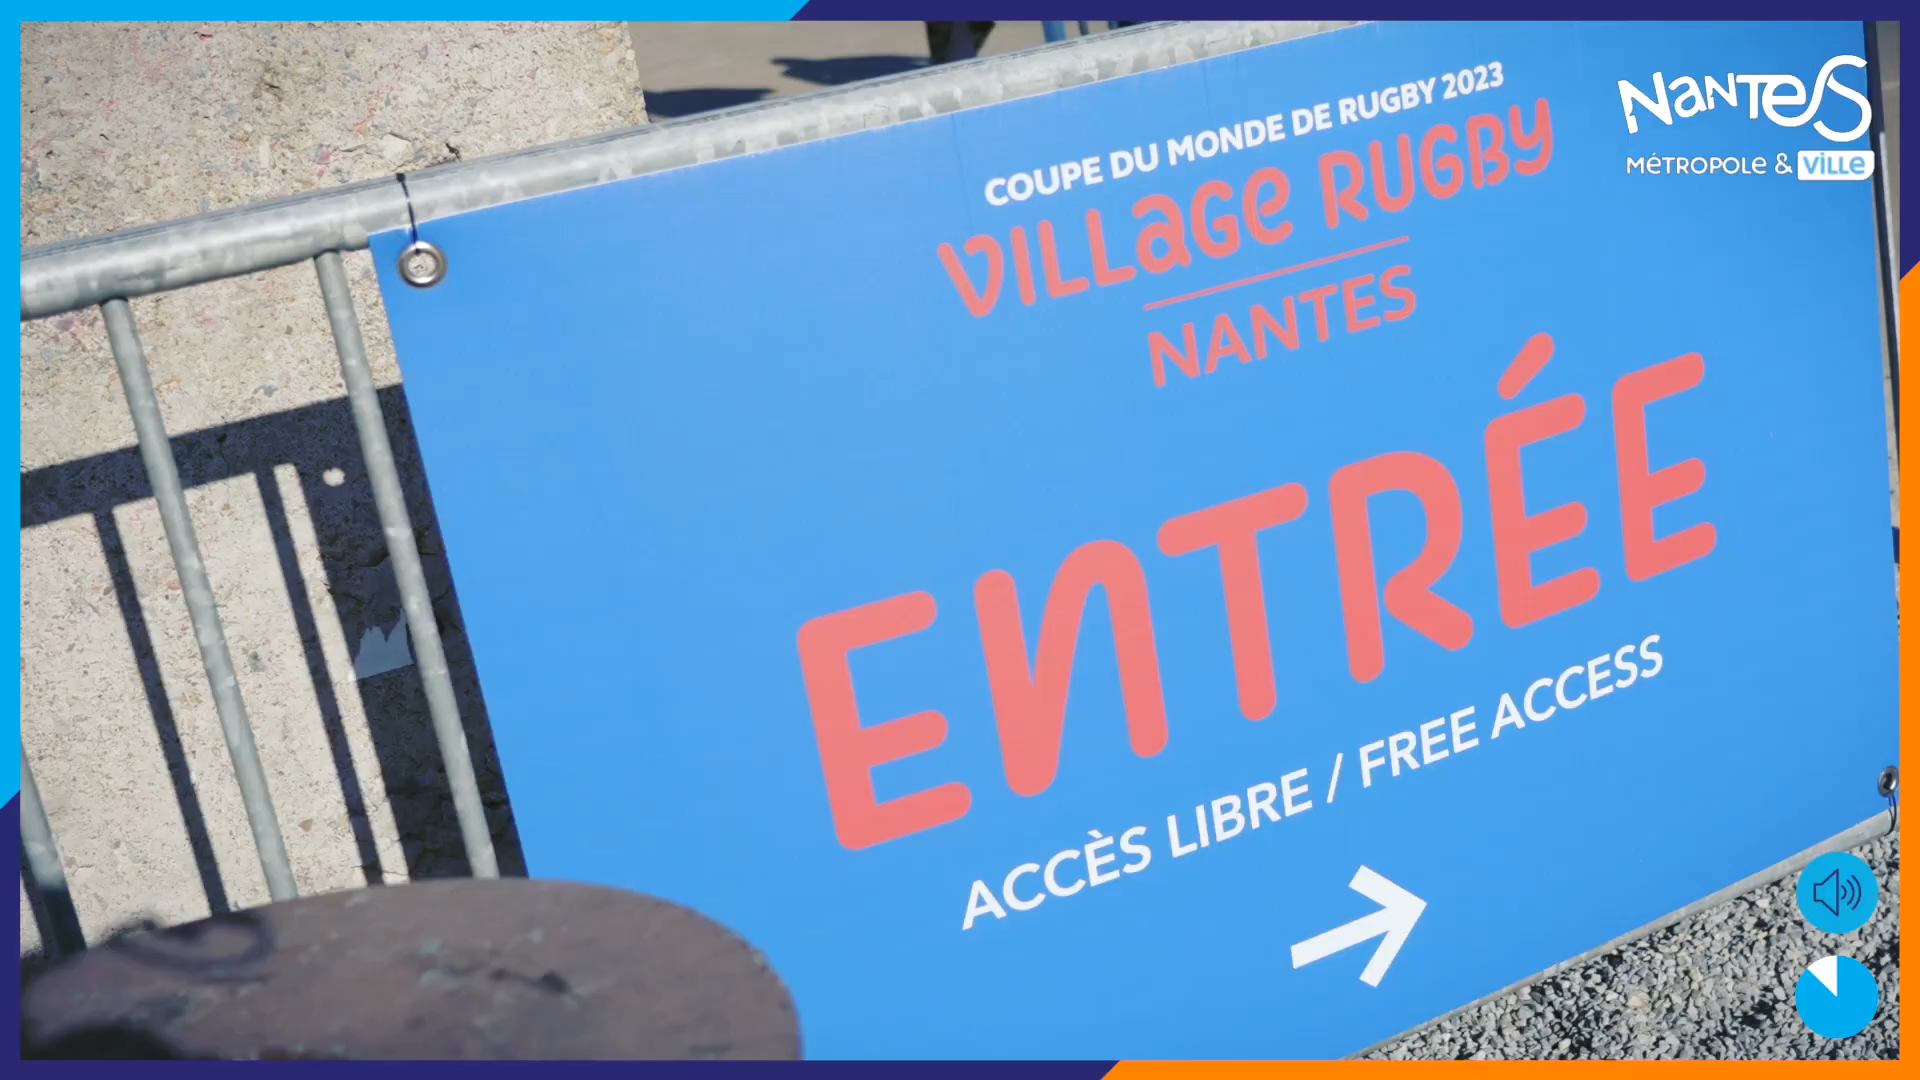 COUPE DU MONDE DE RUGBY 2023
VILLAGE RUGBY
NANTES
ENTRÉE
ACCÈS LIBRE / FREE ACCESS
NANTES
MÉTROPOLE & VILLE